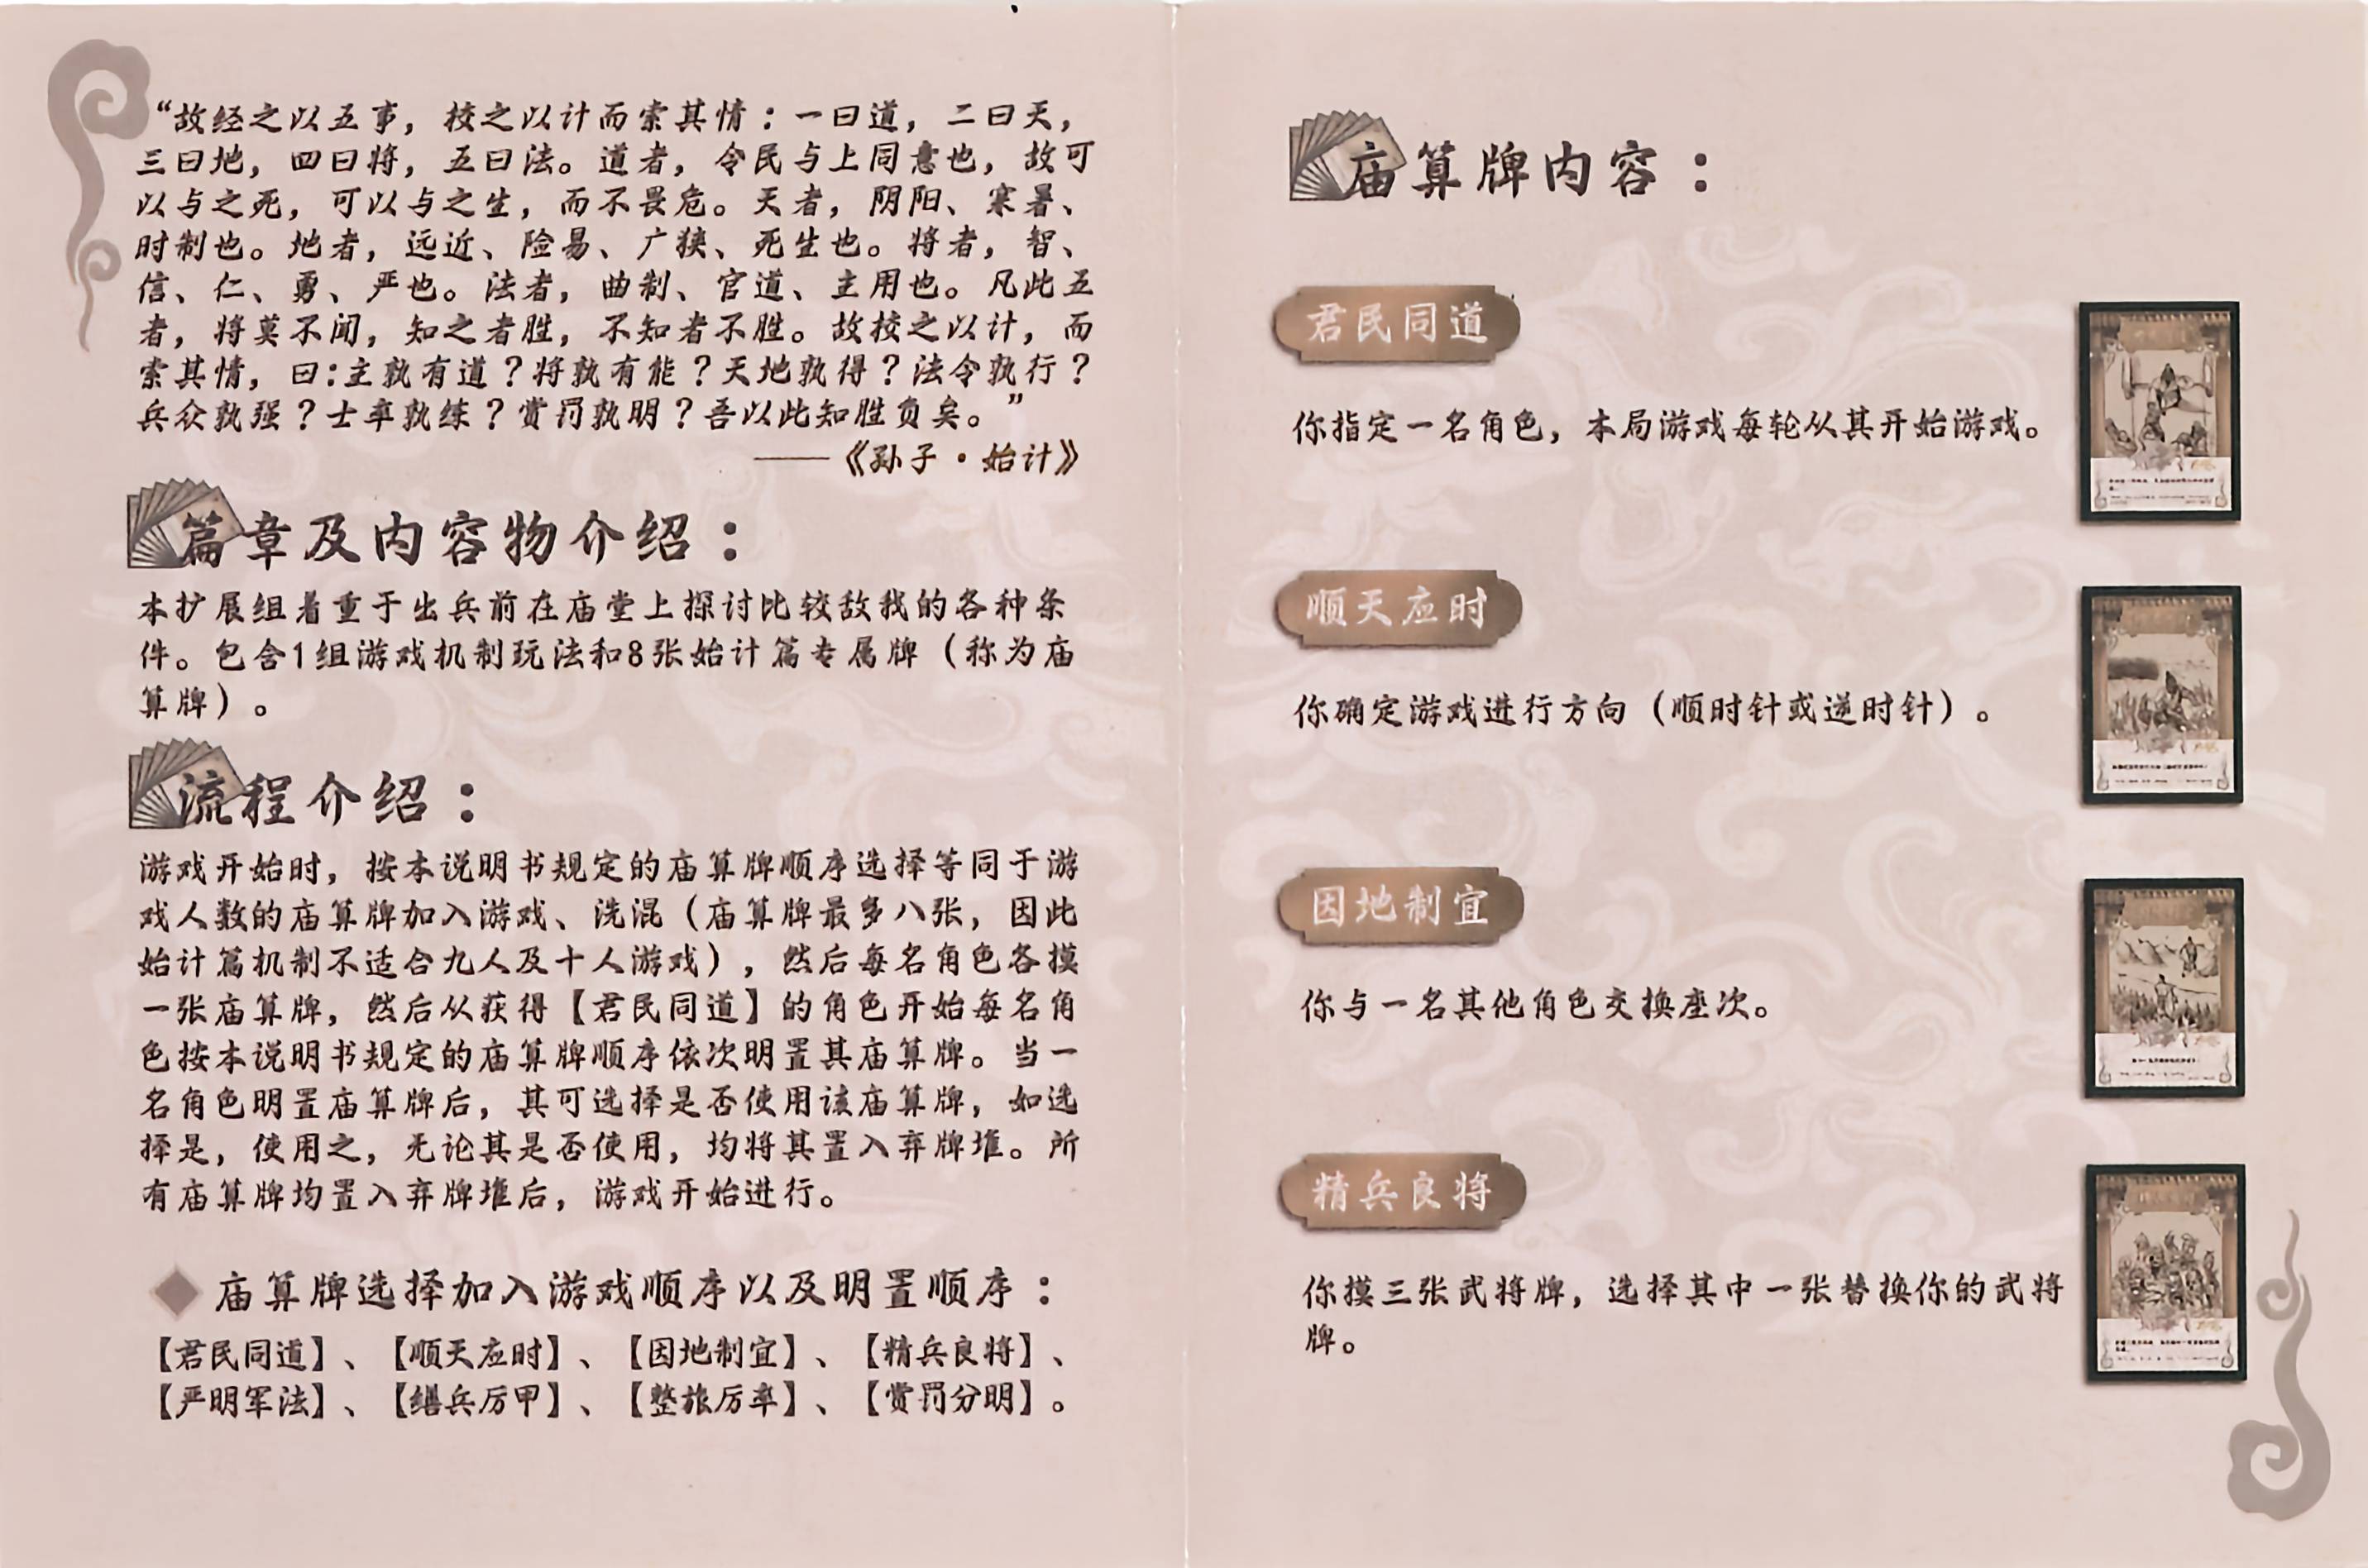 “故经之以五事，校之以计而索其情：一曰道，二曰天，
三曰地，四曰将，五曰法。道者，令民与上同意也，故可
以与之死，可以与之生，而不畏危。天者，阴阳、寒暑、
时制也。地者，远近、险易、广狭、死生也。将者，智、
信、仁、勇、严也。法者，曲制、官道、主用也。凡此五
者，将莫不闻，知之者胜，不知者不胜。故校之以计，而
索其情，曰：主孰有道？将孰有能？天地孰得？法令孰行？
兵众孰强？士卒孰练？赏罚孰明？吾以此知胜负矣。”
——《孙子·始计》
篇章及内容物介绍：
本扩展组着重于出兵前在庙堂上探讨比较敌我的各种条
件。包含1组游戏机制玩法和8张始计篇专属牌（称为庙
算牌）。
流程介绍：
游戏开始时，按本说明书规定的庙算牌顺序选择等同于游
戏人数的庙算牌加入游戏、洗混（庙算牌最多八张，因此
始计篇机制不适合九人及十人游戏），然后每名角色各摸
一张庙算牌，然后从获得【君民同道】的角色开始每名角
色按本说明书规定的庙算牌顺序依次明置其庙算牌。当一
名角色明置庙算牌后，其可选择是否使用该庙算牌，如选
择是，使用之，无论其是否使用，均将其置入弃牌堆。所
有庙算牌均置入弃牌堆后，游戏开始进行。
庙算牌选择加入游戏顺序以及明置顺序：
【君民同道】、【顺天应时】、【因地制宜】、【精兵良将】、
【严明军法】、【缮兵厉甲】、【整旅厉卒】、【赏罚分明】。
庙算牌内容：
君民同道
你指定一名角色，本局游戏每轮从其开始游戏。
顺天应时
你确定游戏进行方向（顺时针或逆时针）。
因地制宜
你与一名其他角色交换座次。
精兵良将
你摸三张武将牌，选择其中一张替换你的武将
牌。